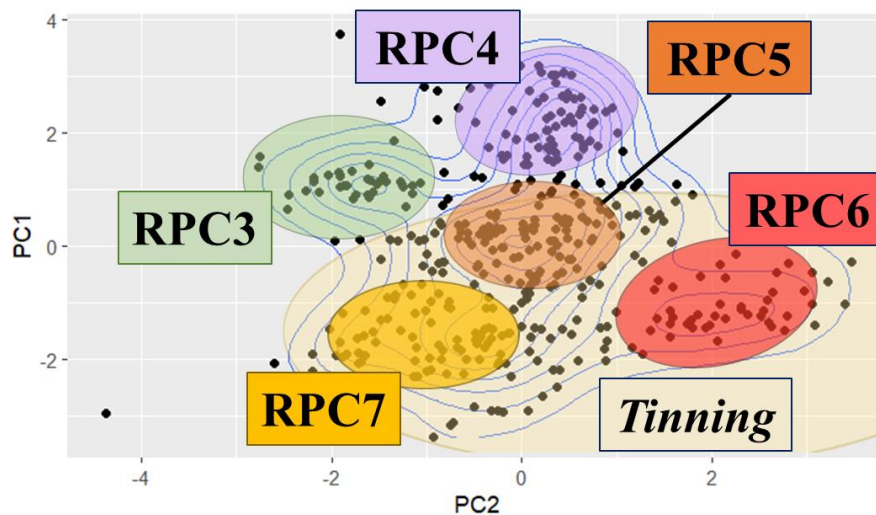 4
RPC4
RPC5
2
RPC3
RPC6
PC1
0
-2
RPC7
Tinning
-4
-2
0
2
PC2